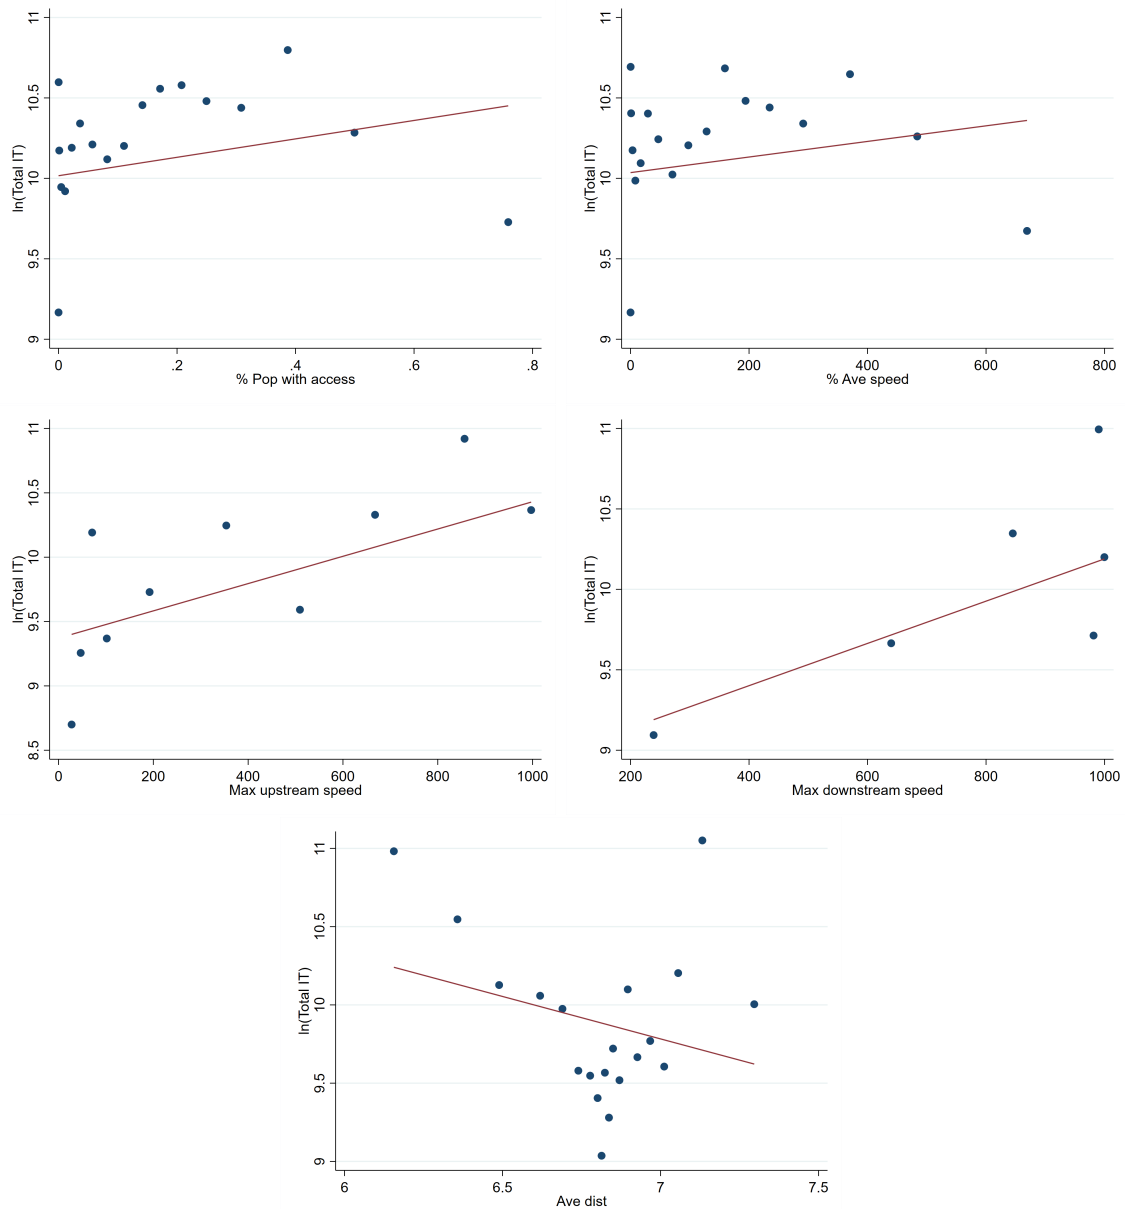 11
10.5
10
9.5
9
ln(Total IT)
0 .2 .4 .6 .8
% Pop with access
11
10.5
10
9.5
9
ln(Total IT)
0 200 400 600 800
% Ave speed
11
10.5
10
9.5
9
8.5
ln(Total IT)
0 200 400 600 800 1000
Max upstream speed
11
10.5
10
9.5
9
ln(Total IT)
200 400 600 800 1000
Max downstream speed
11
10.5
10
9.5
9
ln(Total IT)
6 6.5 7 7.5
Ave dist